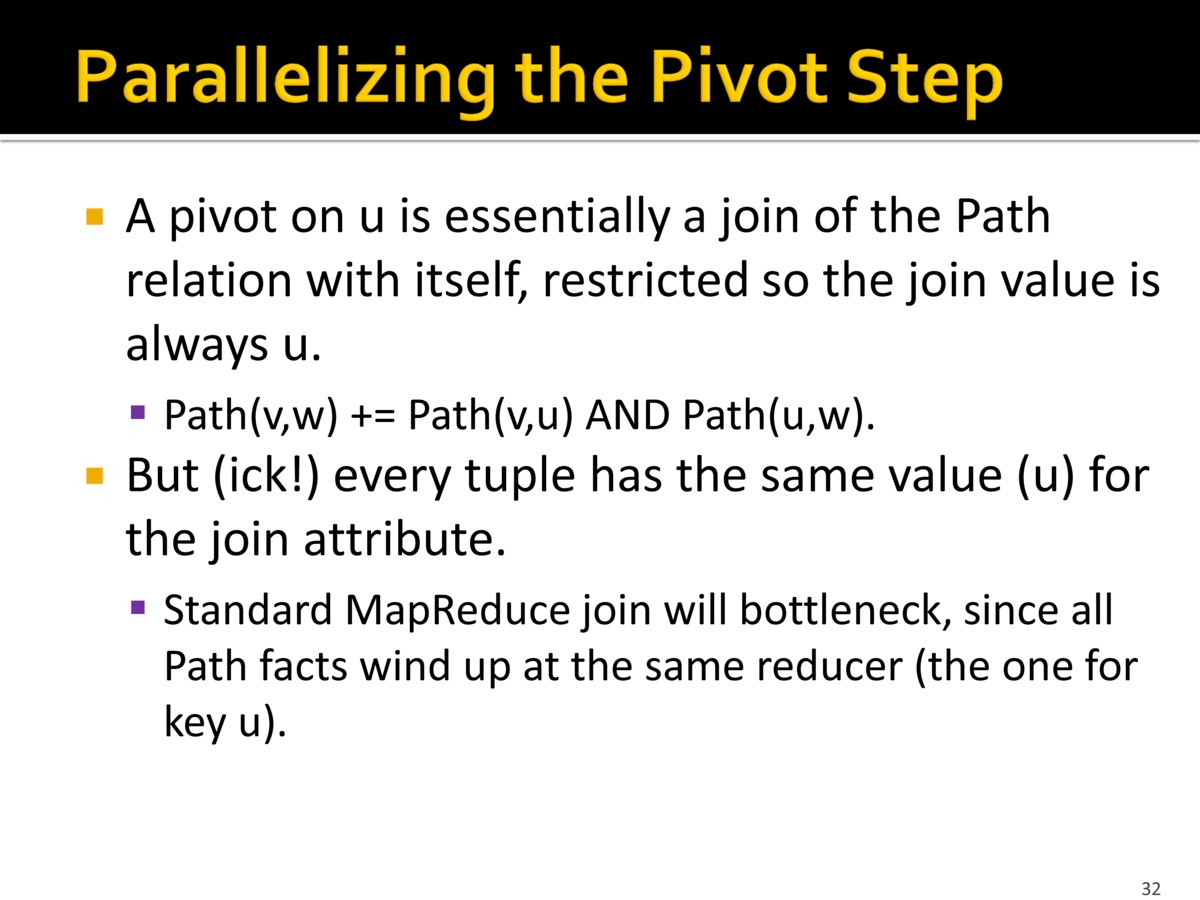 Parallelizing the Pivot Step
A pivot on u is essentially a join of the Path
relation with itself, restricted so the join value is
always u.
Path(v,w) += Path(v,u) AND Path(u,w).
But (ick!) every tuple has the same value (u) for
the join attribute.
Standard MapReduce join will bottleneck, since all
Path facts wind up at the same reducer (the one for
key u).
32